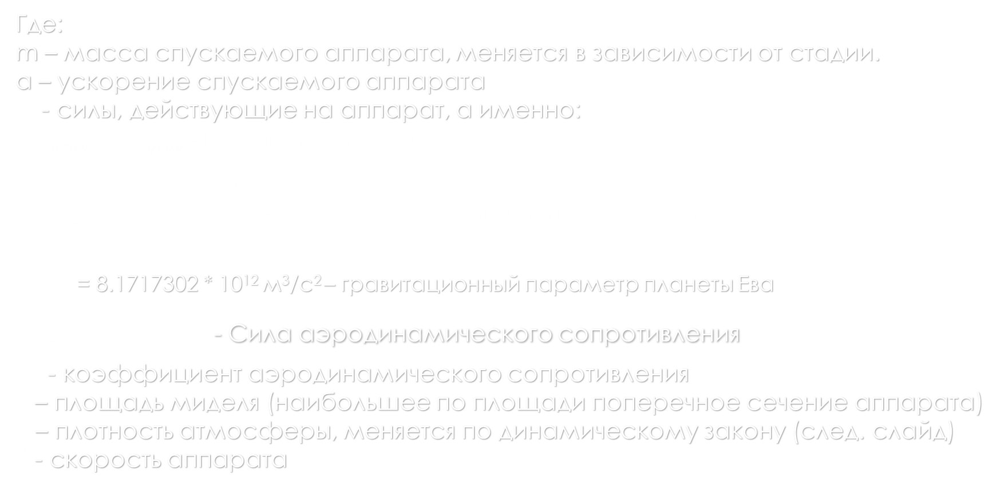 Где:
m – масса спускаемого аппарата, меняется в зависимости от стадии.
a – ускорение спускаемого аппарата
- силы, действующие на аппарат, а именно:
= 8.1717302 * 10¹² м³/с²– гравитационный параметр планеты Ева
- Сила аэродинамического сопротивления
- коэффициент аэродинамического сопротивления
– площадь миделя (наибольшее по площади поперечное сечение аппарата)
– плотность атмосферы, меняется по динамическому закону (след. слайд)
- скорость аппарата